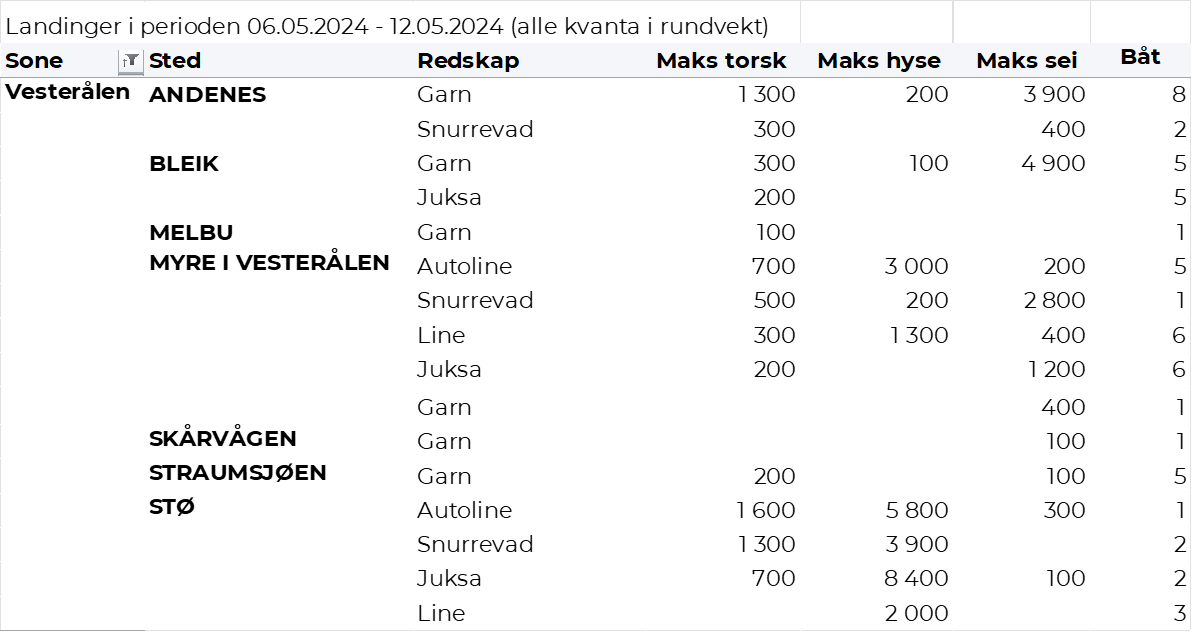 Landinger i perioden 06.05.2024 - 12.05.2024 (alle kvanta i rundvekt)
Sone Sted Redskap Maks torsk Maks hyse Maks sei Båt
Vesterålen ANDENES Garn 1 300 200 3 900 8
Snurrevad 300 400 2
BLEIK Garn 300 100 4 900 5
Juksa 200 5
MELBU Garn 100 1
MYRE I VESTERÅLEN Autoline 700 3 000 200 5
Snurrevad 500 200 2 800 1
Line 300 1 300 400 6
Juksa 200 1 200 6
Garn 400 1
SKÅRVÅGEN Garn 100 1
STRAUMSJØEN Garn 200 100 5
STØ Autoline 1 600 5 800 300 1
Snurrevad 1 300 3 900 2
Juksa 700 8 400 100 2
Line 2 000 3